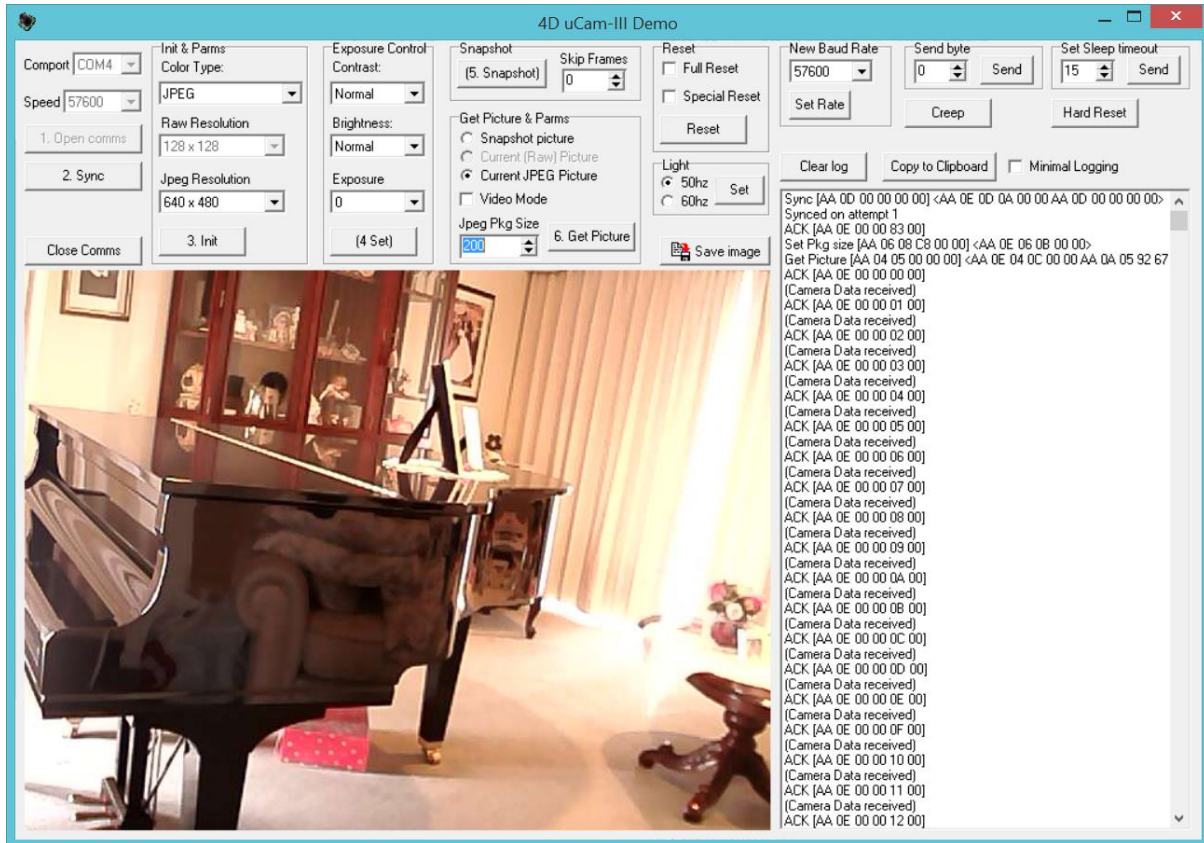 4D uCam-III Demo
Comport COM4
Speed 57600
1. Open comms
2. Sync
Close Comms
Init & Parms
Color Type:
JPEG
Raw Resolution
128 x 128
Jpeg Resolution
640 x 480
3. Init
Exposure Control
Contrast:
Normal
Brightness:
Normal
Exposure
0
(4 Set)
Snapshot
(5. Snapshot)
Skip Frames
0
Get Picture & Parms
Snapshot picture
Current (Raw) Picture
Current JPEG Picture
Video Mode
Jpeg Pkg Size
200
6. Get Picture
Reset
Full Reset
Special Reset
Reset
Light
50hz
60hz
Set
Save image
New Baud Rate
57600
Set Rate
Send byte
0
Send
Creep
Set Sleep timeout
15
Send
Hard Reset
Clear log
Copy to Clipboard
Minimal Logging
Sync [AA 0D 00 00 00 00] <AA 0E 0D 0A 00 00 AA 0D 00 00 00 00>
Synced on attempt 1
ACK [AA 0E 00 00 83 00]
Set Pkg size [AA 06 08 C8 00 00] <AA 0E 06 0B 00 00>
Get Picture [AA 04 05 00 00 00] <AA 0E 04 0C 00 00 AA 0A 05 92 67
ACK [AA 0E 00 00 00 00]
(Camera Data received)
ACK [AA 0E 00 00 01 00]
(Camera Data received)
ACK [AA 0E 00 00 02 00]
(Camera Data received)
ACK [AA 0E 00 00 03 00]
(Camera Data received)
ACK [AA 0E 00 00 04 00]
(Camera Data received)
ACK [AA 0E 00 00 05 00]
(Camera Data received)
ACK [AA 0E 00 00 06 00]
(Camera Data received)
ACK [AA 0E 00 00 07 00]
(Camera Data received)
ACK [AA 0E 00 00 08 00]
(Camera Data received)
ACK [AA 0E 00 00 09 00]
(Camera Data received)
ACK [AA 0E 00 00 0A 00]
(Camera Data received)
ACK [AA 0E 00 00 0B 00]
(Camera Data received)
ACK [AA 0E 00 00 0C 00]
(Camera Data received)
ACK [AA 0E 00 00 0D 00]
(Camera Data received)
ACK [AA 0E 00 00 0E 00]
(Camera Data received)
ACK [AA 0E 00 00 0F 00]
(Camera Data received)
ACK [AA 0E 00 00 10 00]
(Camera Data received)
ACK [AA 0E 00 00 11 00]
(Camera Data received)
ACK [AA 0E 00 00 12 00]